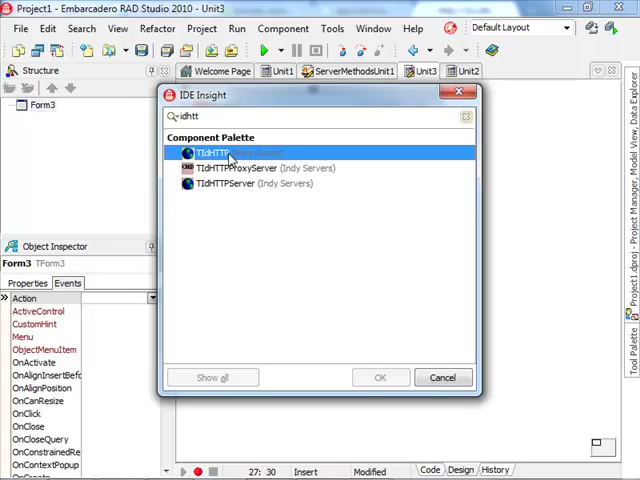 Project1 - Embarcadero RAD Studio 2010 - Unit3
File Edit Search View Refactor Project Run Component Tools Window Help
Default Layout
Structure
Welcome Page Unit1 ServerMethodsUnit1 Unit3 Unit2
Form3
IDE Insight
idhtt
Component Palette
TIdHTTP
TIdHTTPProxyServer (Indy Servers)
TIdHTTPServer (Indy Servers)
Show all OK Cancel
Object Inspector
Form3 TForm3
Properties Events
Action
ActiveControl
CustomHint
Menu
ObjectMenuItem
OnActivate
OnAlignInsertBefo
OnAlignPosition
OnCanResize
OnClick
OnClose
OnCloseQuery
OnConstrainedRes
OnContextPopup
27: 30 Insert Modified Code Design History
Project1.dproj - Project Manager, Model View, Data Explorer
Tool Palette